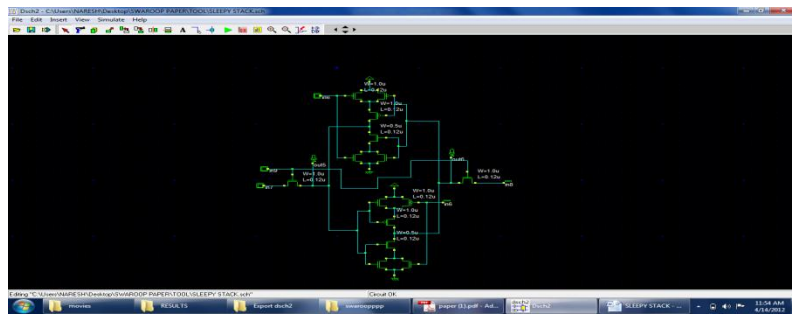 Dsch2 - C:\Users\NARESH\Desktop\SWAROOP PAPER\TOOL\SLEEPY STACK.sch
File Edit Insert View Simulate Help
W=1.0u
L=0.12u
W=1.0u
L=0.12u
W=0.5u
L=0.12u
W=1.0u
L=0.12u
W=1.0u
L=0.12u
W=1.0u
L=0.12u
W=1.0u
L=0.12u
W=0.5u
L=0.12u
Editing "C:\Users\NARESH\Desktop\SWAROOP PAPER\TOOL\SLEEPY STACK.sch"
Circuit OK
movies
RESULTS
Export dsch2
swaroopppp
paper (1).pdf - Ad...
Dsch2
SLEEPY STACK - ...
11:54 AM
4/14/2012